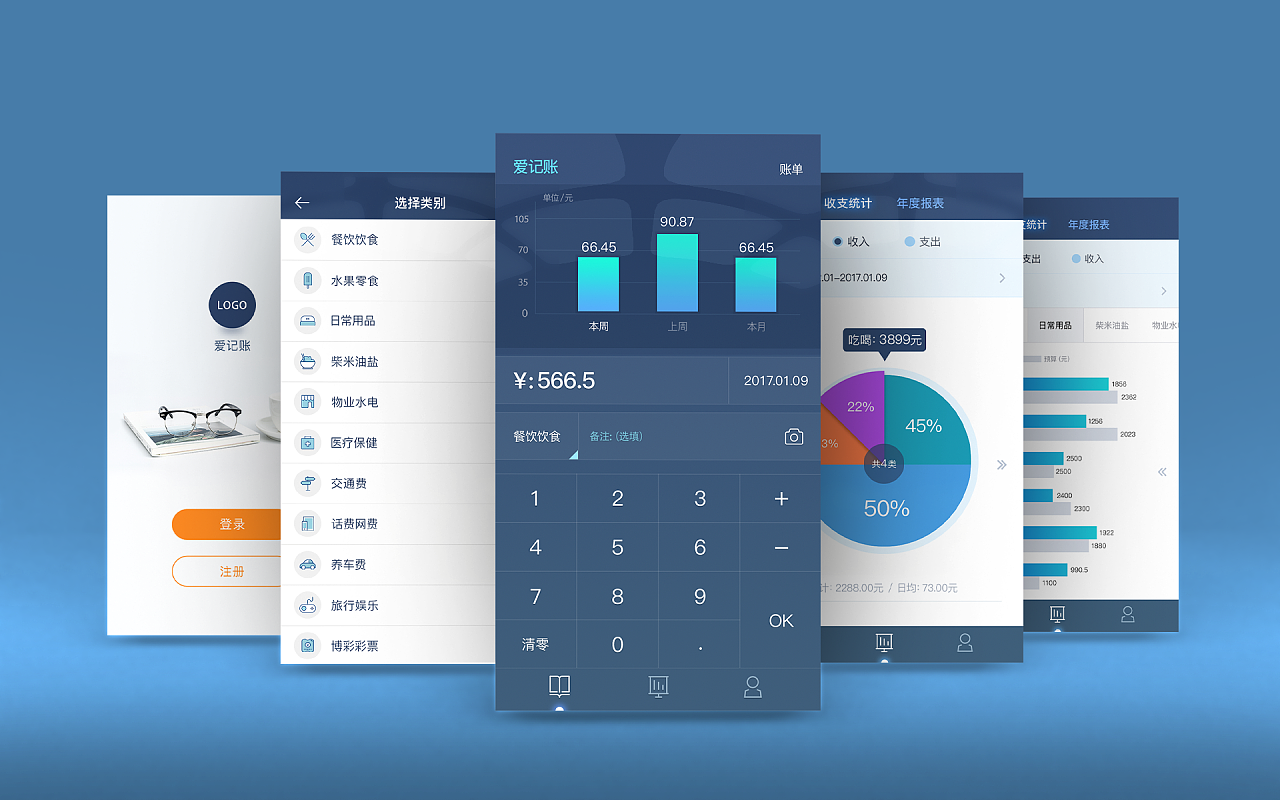 LOGO
爱记账
登录
注册
选择类别
餐饮饮食
水果零食
日常用品
柴米油盐
物业水电
医疗保健
交通费
话费网费
养车费
旅行娱乐
博彩彩票
爱记账
账单
单位/元
105
70
35
0
66.45
90.87
66.45
本周
上周
本月
¥:566.5
2017.01.09
餐饮饮食
备注: (选填)
1 2 3 +
4 5 6 −
7 8 9
OK
清零 0 .
收支统计 年度报表
收入 支出
.01-2017.01.09
吃喝: 3899元
22%
45%
3%
共4类
50%
计: 2288.00元 / 日均: 73.00元
统计 年度报表
支出 收入
日常用品 柴米油盐 物业水
预算 (元)
1856
2362
1256
2023
2500
2500
2400
2300
1922
1880
990.5
1100